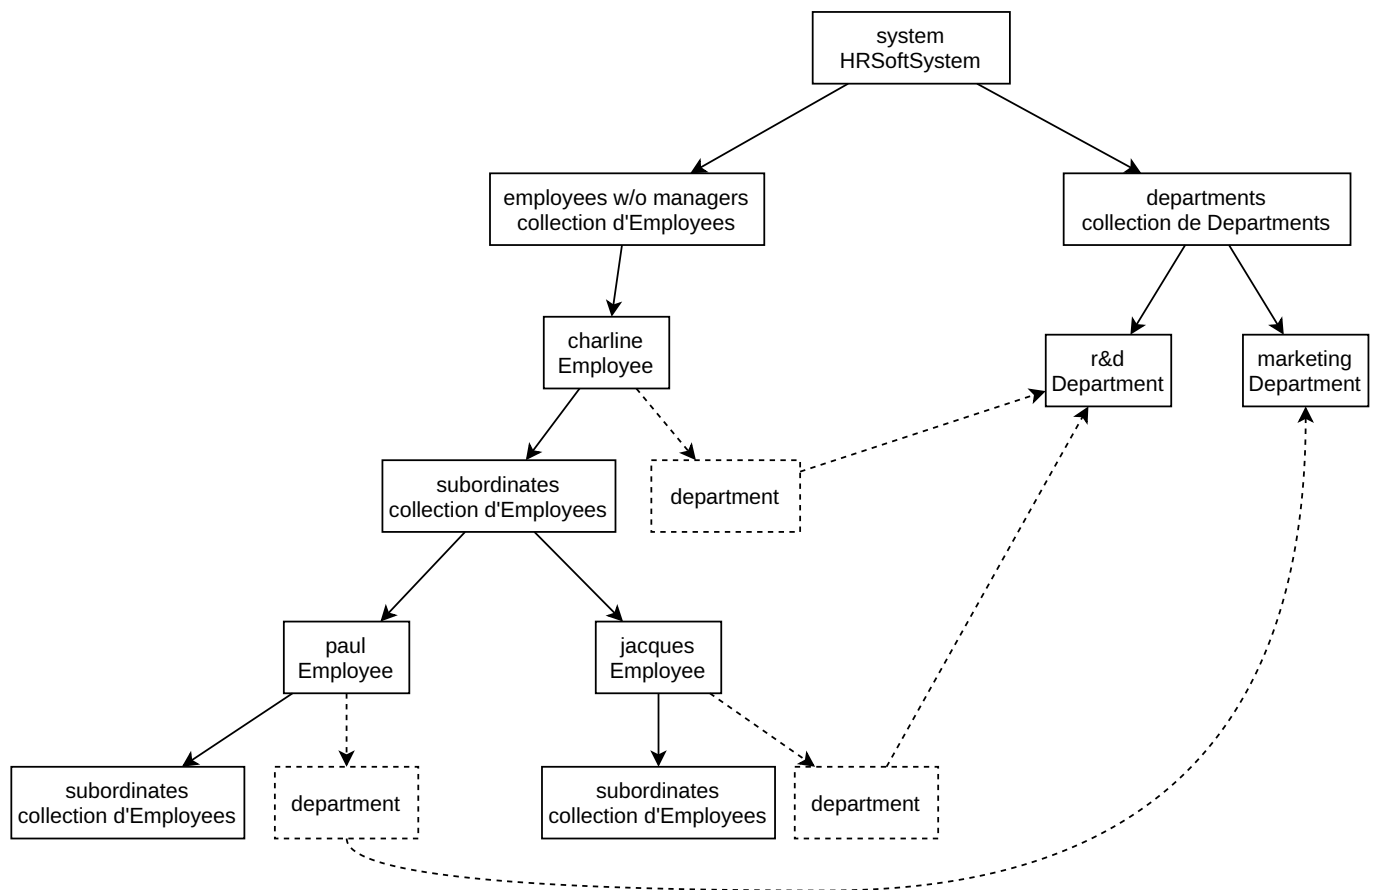 system
HRSoftSystem
employees w/o managers
collection d'Employees
departments
collection de Departments
charline
Employee
r&d
Department
marketing
Department
subordinates
collection d'Employees
department
paul
Employee
jacques
Employee
subordinates
collection d'Employees
department
subordinates
collection d'Employees
department